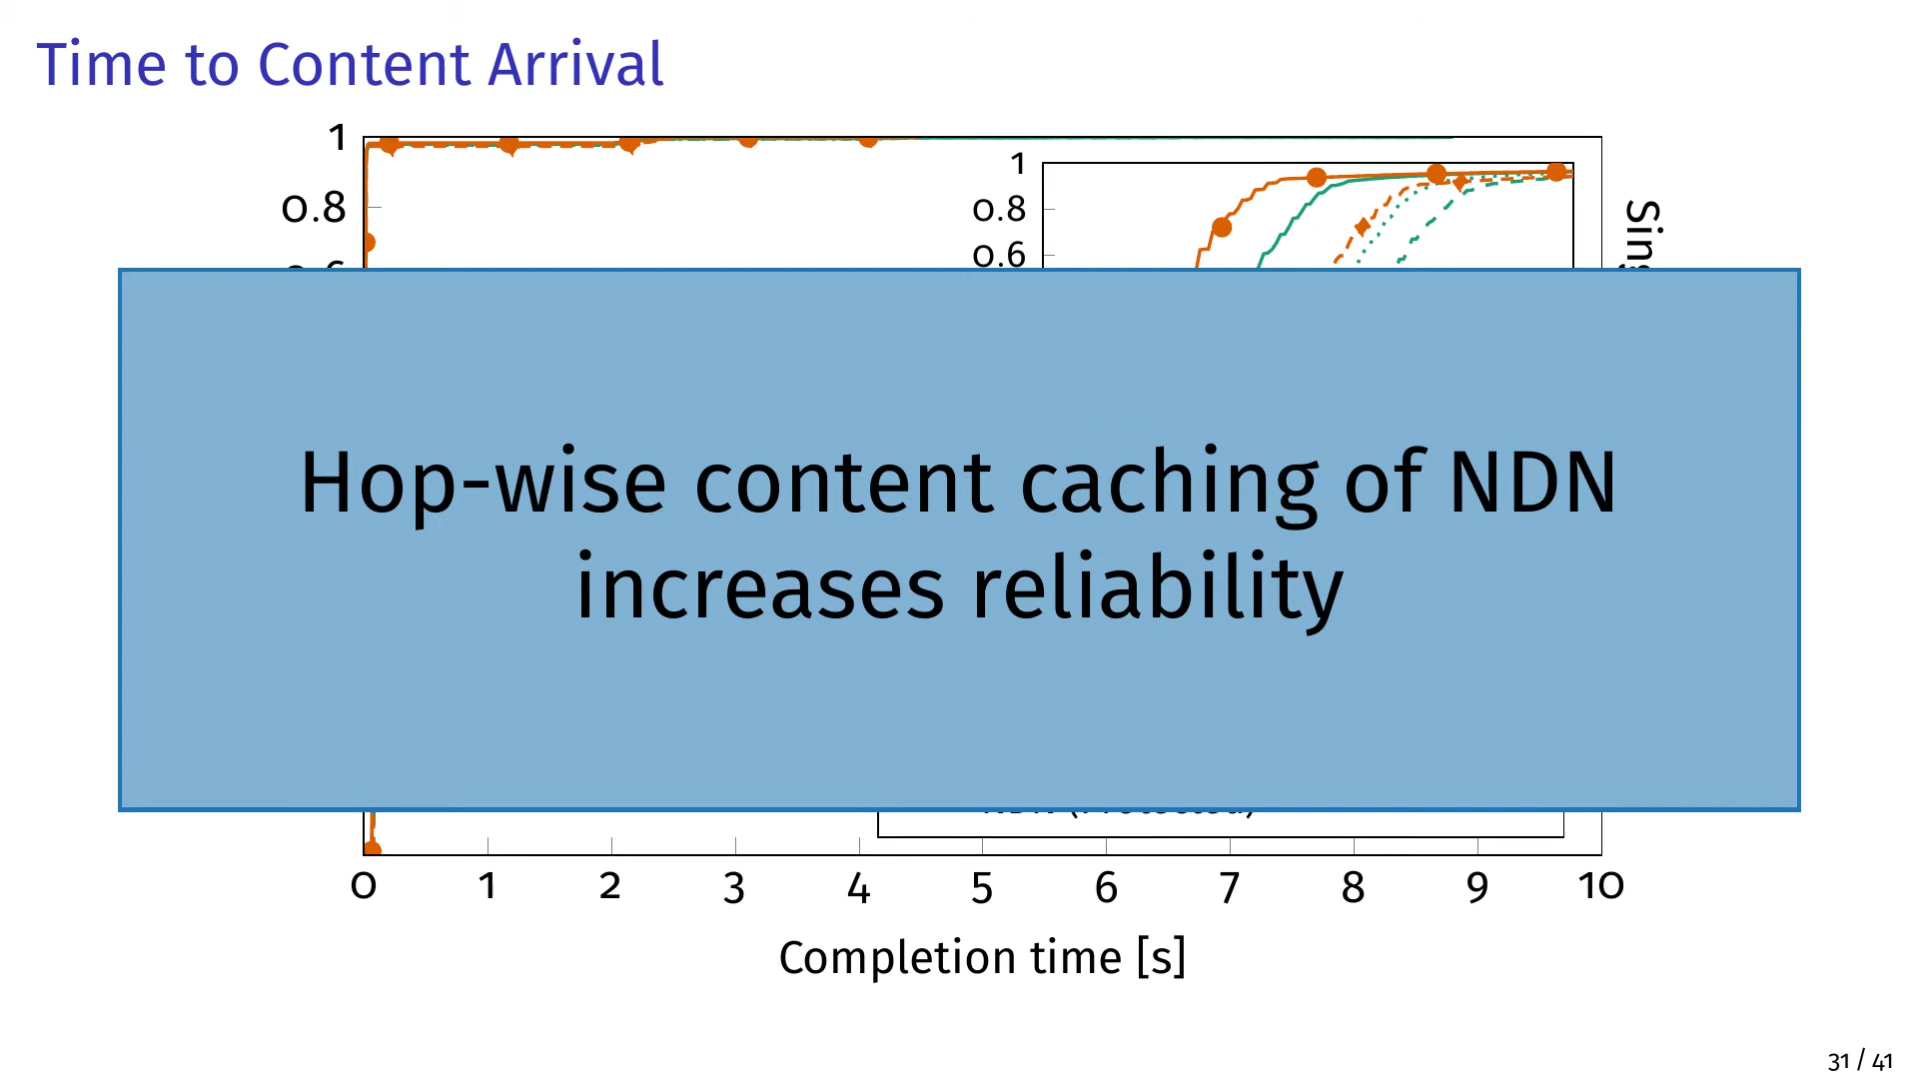 Time to Content Arrival
1
0.8
1
0.8
0.6
Hop-wise content caching of NDN
increases reliability
0 1 2 3 4 5 6 7 8 9 10
Completion time [s]
31 / 41